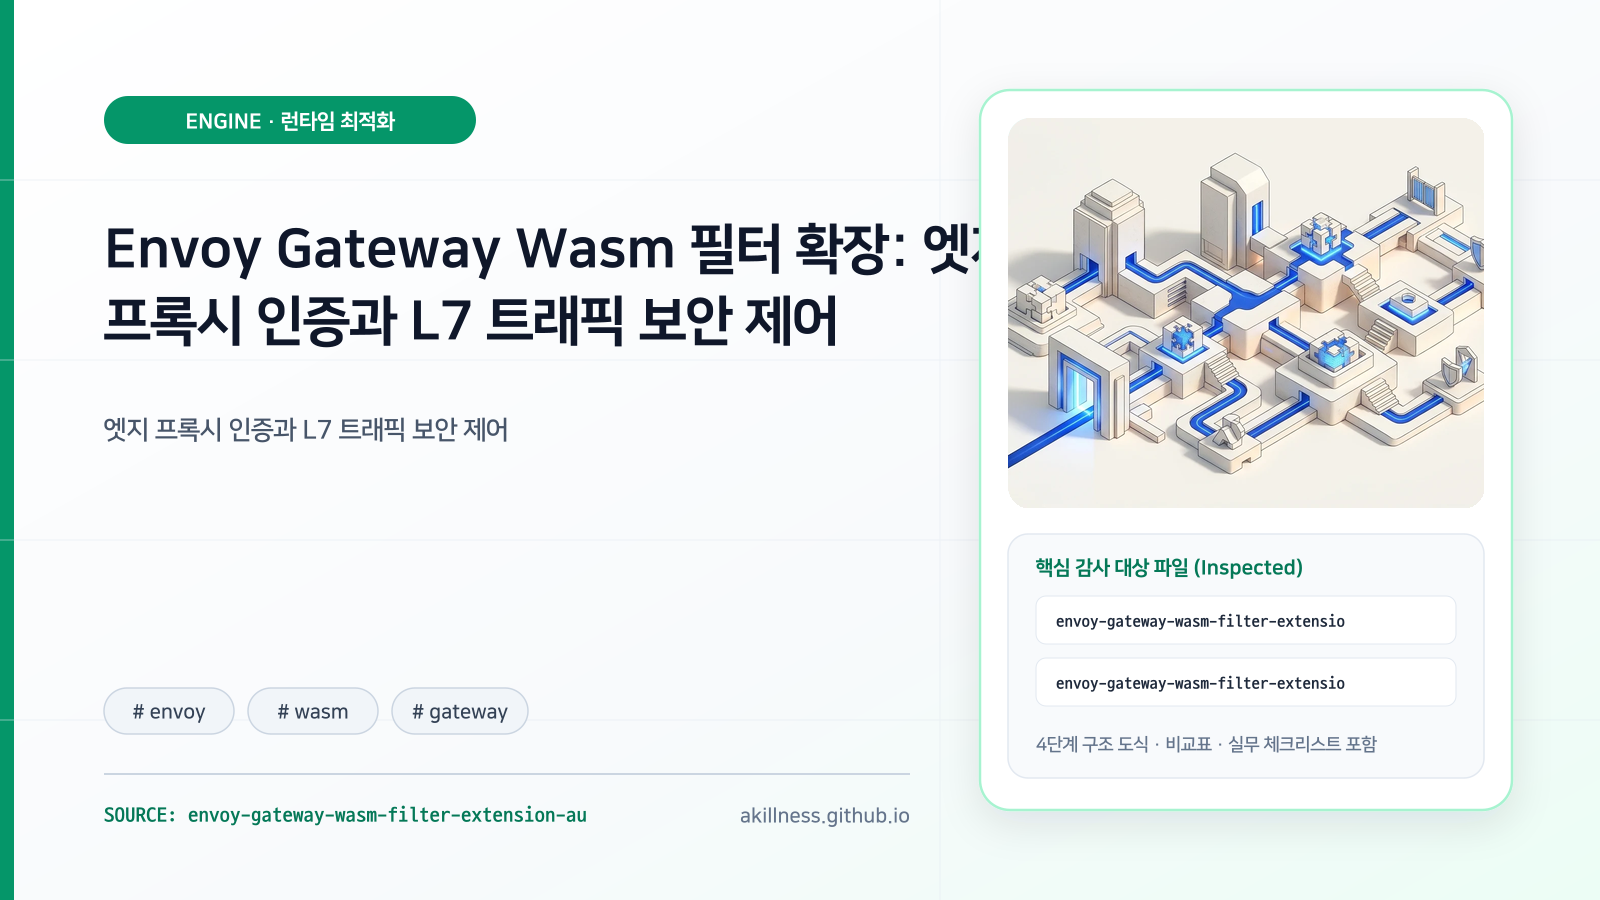 ENGINE · 런타임 최적화
Envoy Gateway Wasm 필터 확장:
프록시 인증과 L7 트래픽 보안 제어
엣지 프록시 인증과 L7 트래픽 보안 제어
# envoy
# wasm
# gateway
SOURCE: envoy-gateway-wasm-filter-extension-au
akillness.github.io
핵심 감사 대상 파일 (Inspected)
envoy-gateway-wasm-filter-extensio
envoy-gateway-wasm-filter-extensio
4단계 구조 도식 · 비교표 · 실무 체크리스트 포함